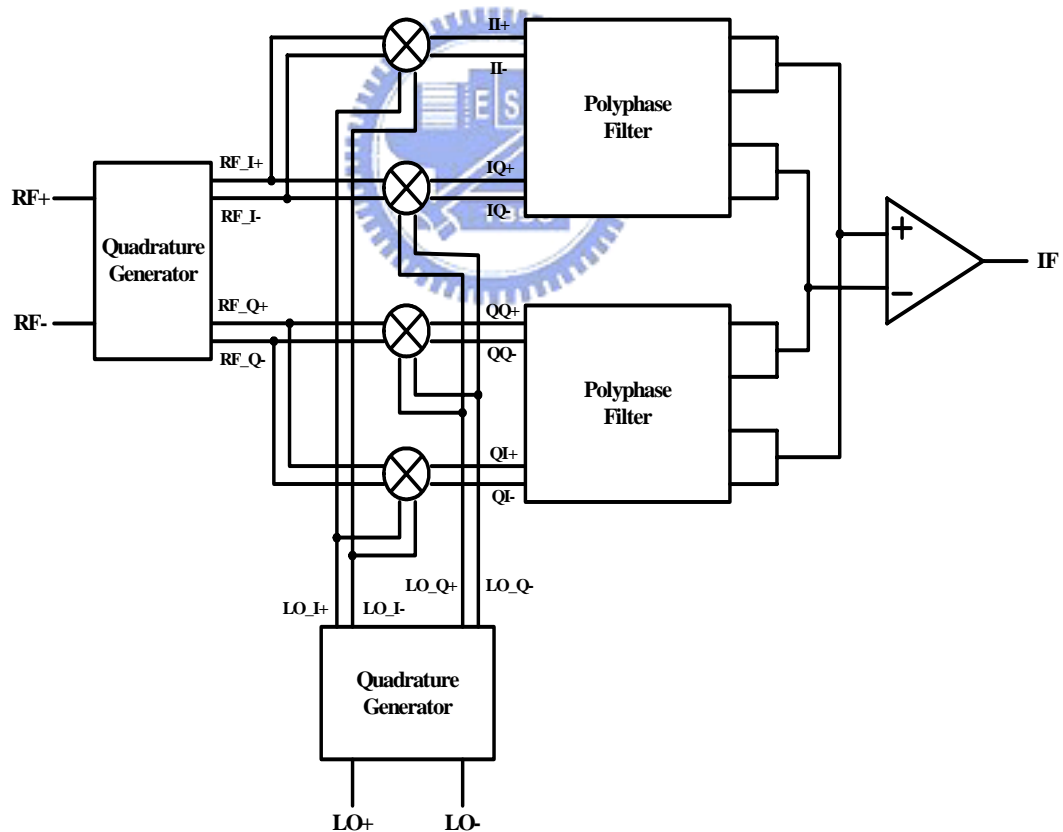 II+
II-
Polyphase
Filter
E S
RF_I+
RF+
RF_I-
IQ+
IQ-
Quadrature
Generator
+
−
IF
RF-
RF_Q+
RF_Q-
QQ+
QQ-
Polyphase
Filter
QI+
QI-
LO_I+
LO_I-
LO_Q+
LO_Q-
Quadrature
Generator
LO+
LO-